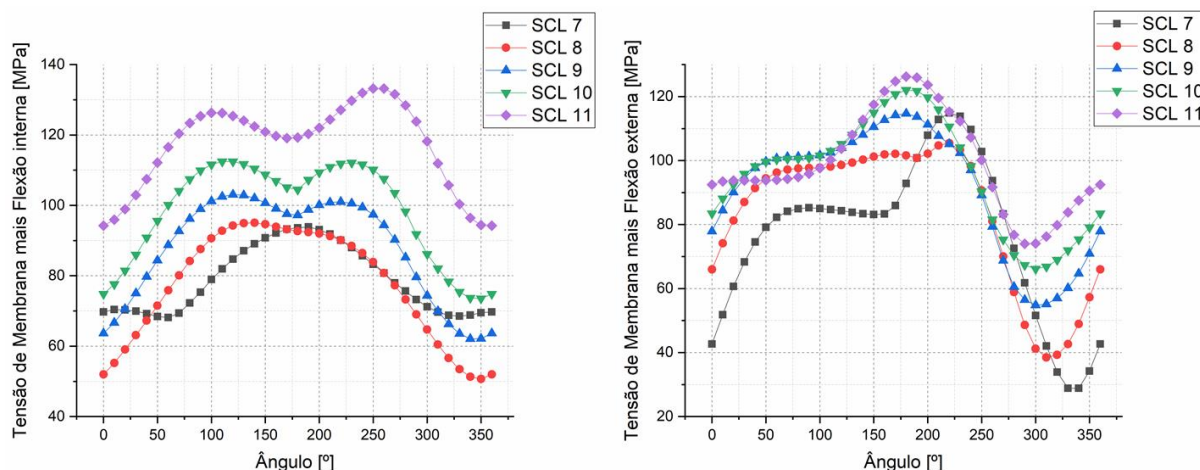 SCL 7
SCL 8
SCL 9
SCL 10
SCL 11
Tensão de Membrana mais Flexão interna [MPa]
140
120
100
80
60
40
0 50 100 150 200 250 300 350
Ângulo [º]
SCL 7
SCL 8
SCL 9
SCL 10
SCL 11
Tensão de Membrana mais Flexão externa [MPa]
120
100
80
60
40
20
0 50 100 150 200 250 300 350
Ângulo [º]